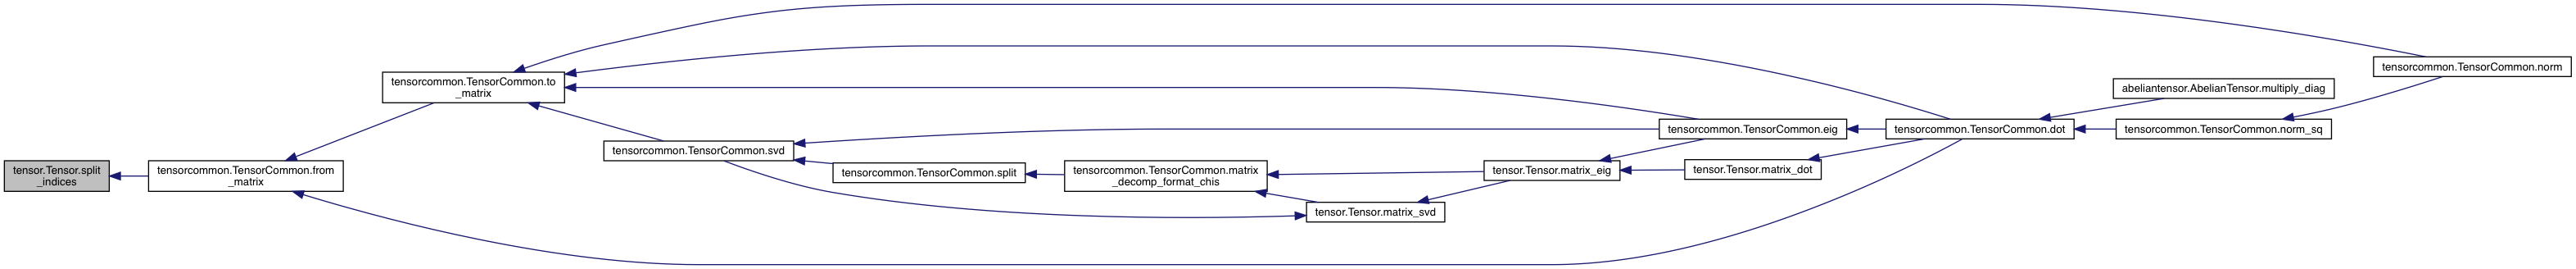 tensor.Tensor.split
_indices
tensorcommon.TensorCommon.from
_matrix
tensorcommon.TensorCommon.to
_matrix
tensorcommon.TensorCommon.svd
tensorcommon.TensorCommon.split
tensorcommon.TensorCommon.matrix
_decomp_format_chis
tensor.Tensor.matrix_svd
tensor.Tensor.matrix_eig
tensorcommon.TensorCommon.eig
tensor.Tensor.matrix_dot
tensorcommon.TensorCommon.dot
abeliantensor.AbelianTensor.multiply_diag
tensorcommon.TensorCommon.norm_sq
tensorcommon.TensorCommon.norm